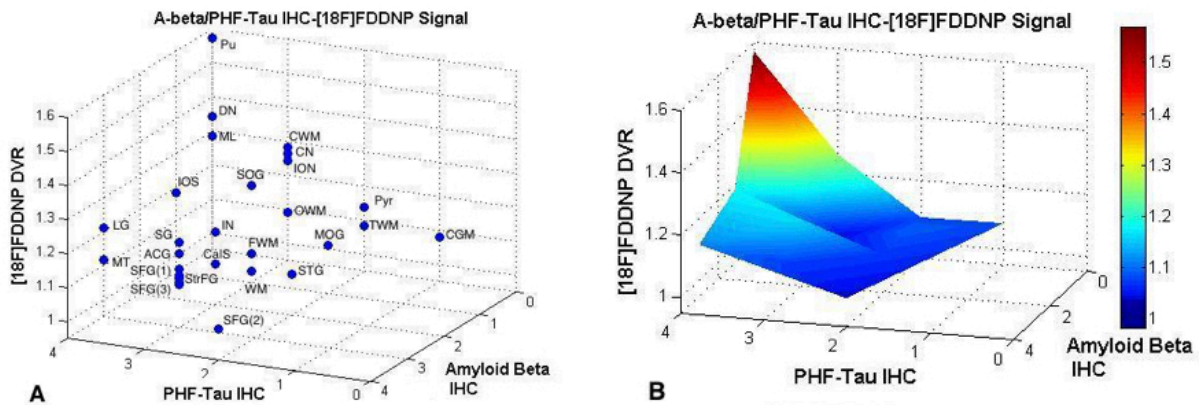 A-beta/PHF-Tau IHC-[18F]FDDNP Signal
Pu
DN
ML
CWM
CN
ION
IOS
SOG
Pyr
OWM
TWM
LG
SG
IN
MOG
CGM
ACG
CalS
FWM
MT
SFG(1)
StrFG
STG
SFG(3)
WM
SFG(2)
[18F]FDDNP DVR
1.6
1.5
1.4
1.3
1.2
1.1
1
4
3
2
1
0
PHF-Tau IHC
4
3
2
1
0
Amyloid Beta
IHC
A
A-beta/PHF-Tau IHC-[18F]FDDNP Signal
[18F]FDDNP DVR
1.6
1.4
1.2
1
4
3
2
1
0
PHF-Tau IHC
4
2
0
Amyloid Beta
IHC
1.5
1.4
1.3
1.2
1.1
1
B